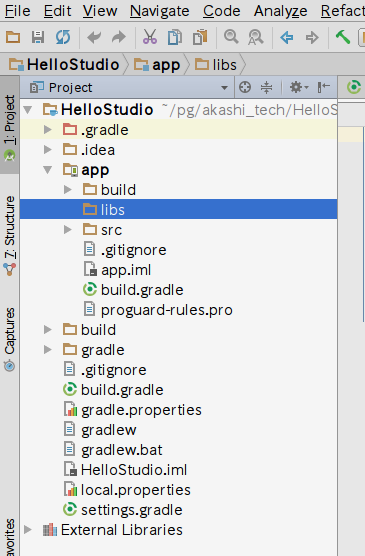 File Edit View Navigate Code Analyze Refact
HelloStudio app libs
Project
1: Project
HelloStudio ~/pg/akashi_tech/HelloS
.gradle
.idea
app
build
libs
src
.gitignore
app.iml
build.gradle
proguard-rules.pro
build
gradle
.gitignore
build.gradle
gradle.properties
gradlew
gradlew.bat
HelloStudio.iml
local.properties
settings.gradle
External Libraries
7: Structure
Captures
avorites